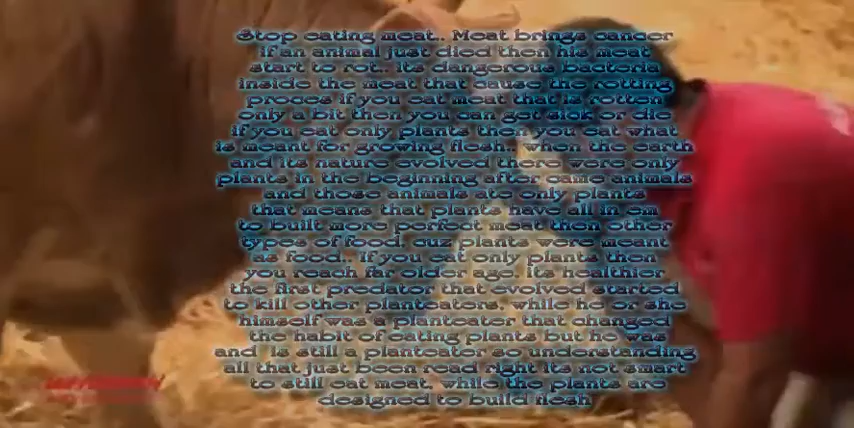 Stop eating meat.. Meat brings cancer
if an animal just died then his meat
start to rot.. its dangerous bacteria
inside the meat that cause the rotting
proces if you eat meat that is rotten
only a bit then you can get sick or die
if you eat only plants then you eat what
is meant for growing flesh.. when the earth
and its nature evolved there were only
plants in the beginning after came animals
and those animals ate only plants
that means that plants have all in em
to built more perfect meat then other
types of food, cuz plants were meant
as food.. if you eat only plants then
you reach far older age. Its healthier
the first predator that evolved started
to kill other planteaters, while he or she
himself was a planteater that changed
the habit of eating plants but he was
and is still a planteater so understanding
all that just been read right its not smart
to still eat meat, while the plants are
designed to build flesh